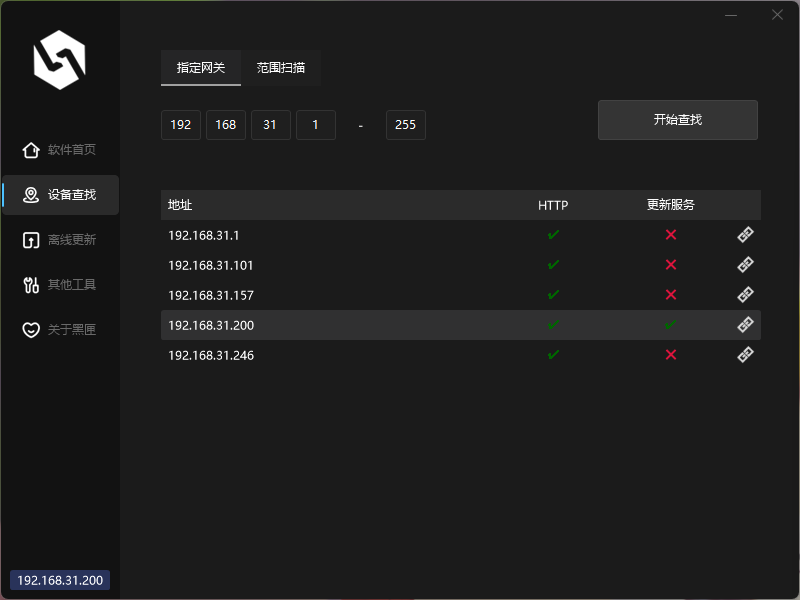 指定网关 范围扫描
192 168 31 1 - 255 开始查找
软件首页
设备查找
离线更新
其他工具
关于黑匣
地址 HTTP 更新服务
192.168.31.1
192.168.31.101
192.168.31.157
192.168.31.200
192.168.31.246
192.168.31.200